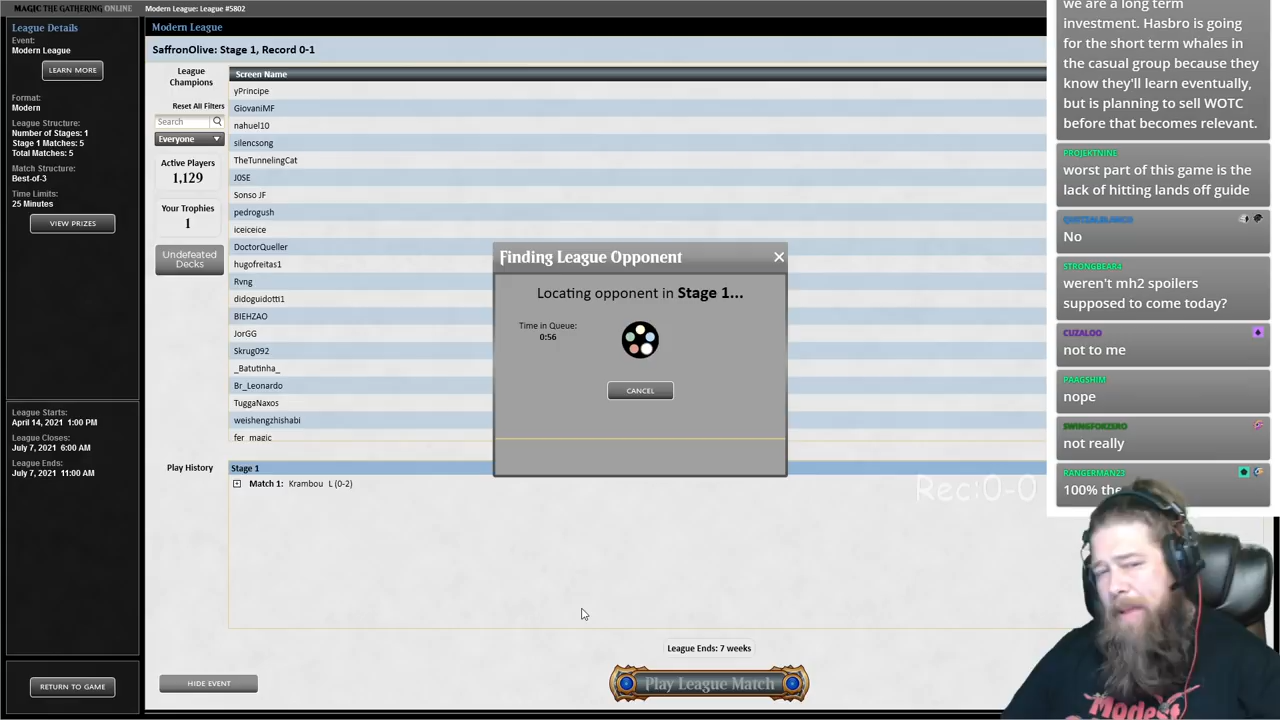 MAGIC THE GATHERING ONLINE
Modern League: League #5802
League Details
Event:
Modern League
LEARN MORE
Format:
Modern
League Structure:
Number of Stages: 1
Stage 1 Matches: 5
Total Matches: 5
Match Structure:
Best-of-3
Time Limits:
25 Minutes
VIEW PRIZES
League Starts:
April 14, 2021 1:00 PM
League Closes:
July 7, 2021 6:00 AM
League Ends:
July 7, 2021 11:00 AM
RETURN TO GAME
Modern League
SaffronOlive: Stage 1, Record 0-1
League
Champions
Reset All Filters
Search
Everyone
Active Players
1,129
Your Trophies
1
Undefeated
Decks
Screen Name
yPrincipe
GiovaniMF
nahuel10
silencsong
TheTunnelingCat
J0SE
Sonso JF
pedrogush
iceiceice
DoctorQueller
hugofreitas1
Rvng
didoguidotti1
BIEHZAO
JorGG
Skrug092
_Batutinha_
Br_Leonardo
TuggaNaxos
weishengzhishabi
fer_magic
Finding League Opponent
Locating opponent in Stage 1...
Time in Queue:
0:56
CANCEL
Play History
Stage 1
Match 1: Krambou L (0-2)
Rec:0-0
League Ends: 7 weeks
HIDE EVENT
Play League Match
we are a long term
investment. Hasbro is going
for the short term whales in
the casual group because they
know they'll learn eventually,
but is planning to sell WOTC
before that becomes relevant.
PROJEKTNINE
worst part of this game is the
lack of hitting lands off guide
No
STRONGBEAR4
weren't mh2 spoilers
supposed to come today?
CUZALOO
not to me
PAAGSHIM
nope
SWINGFORZERO
not really
RANGERMAN23
100% the
Modest